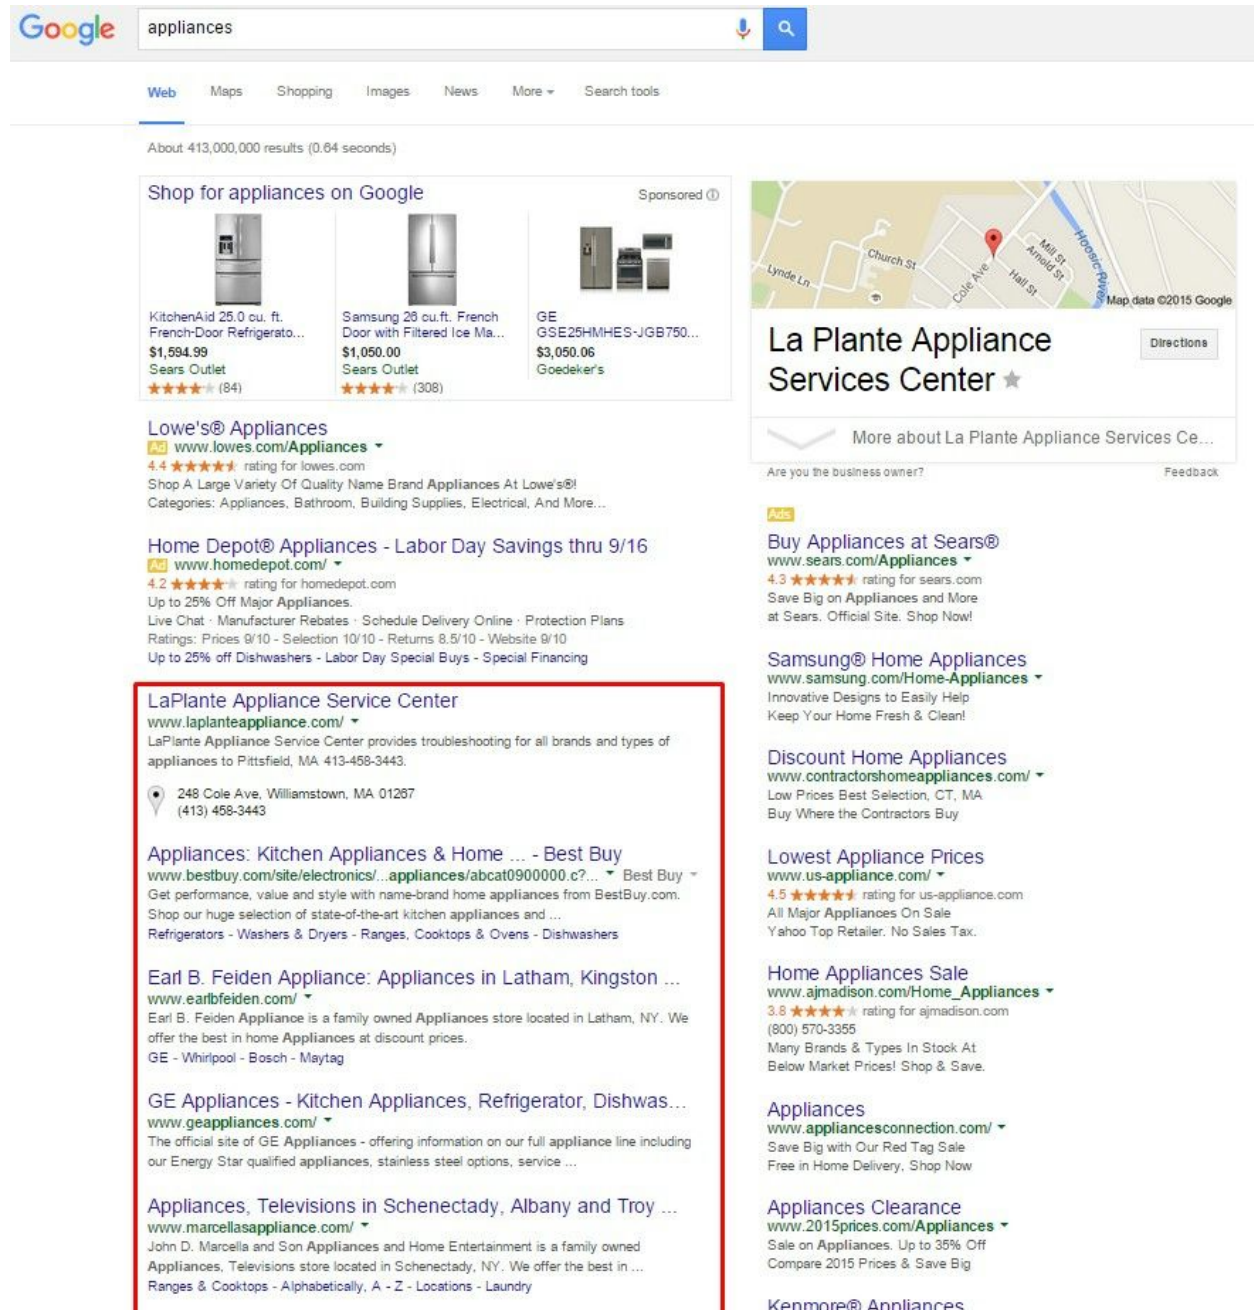 Google
appliances
Web Maps Shopping Images News More Search tools
About 413,000,000 results (0.64 seconds)
Shop for appliances on Google
Sponsored
KitchenAid 25.0 cu. ft.
French-Door Refrigerato...
$1,594.99
Sears Outlet
(84)
Samsung 26 cu.ft. French
Door with Filtered Ice Ma...
$1,050.00
Sears Outlet
(308)
GE
GSE25HMHES-JGB750...
$3,050.06
Goedeker's
Lowe's® Appliances
Ad www.lowes.com/Appliances
4.4 ★★★★★ rating for lowes.com
Shop A Large Variety Of Quality Name Brand Appliances At Lowe's®!
Categories: Appliances, Bathroom, Building Supplies, Electrical, And More...
Home Depot® Appliances - Labor Day Savings thru 9/16
Ad www.homedepot.com/
4.2 ★★★★★ rating for homedepot.com
Up to 25% Off Major Appliances.
Live Chat · Manufacturer Rebates · Schedule Delivery Online · Protection Plans
Ratings: Prices 9/10 - Selection 10/10 - Returns 8.5/10 - Website 9/10
Up to 25% off Dishwashers - Labor Day Special Buys - Special Financing
LaPlante Appliance Service Center
www.laplanteappliance.com/
LaPlante Appliance Service Center provides troubleshooting for all brands and types of
appliances to Pittsfield, MA 413-458-3443.
248 Cole Ave, Williamstown, MA 01267
(413) 458-3443
Appliances: Kitchen Appliances & Home ... - Best Buy
www.bestbuy.com/site/electronics/...appliances/abcat0900000.c?... Best Buy
Get performance, value and style with name-brand home appliances from BestBuy.com.
Shop our huge selection of state-of-the-art kitchen appliances and ...
Refrigerators - Washers & Dryers - Ranges, Cooktops & Ovens - Dishwashers
Earl B. Feiden Appliance: Appliances in Latham, Kingston ...
www.earlbfeiden.com/
Earl B. Feiden Appliance is a family owned Appliances store located in Latham, NY. We
offer the best in home Appliances at discount prices.
GE - Whirlpool - Bosch - Maytag
GE Appliances - Kitchen Appliances, Refrigerator, Dishwas...
www.geappliances.com/
The official site of GE Appliances - offering information on our full appliance line including
our Energy Star qualified appliances, stainless steel options, service ...
Appliances, Televisions in Schenectady, Albany and Troy ...
www.marcellasappliance.com/
John D. Marcella and Son Appliances and Home Entertainment is a family owned
Appliances, Televisions store located in Schenectady, NY. We offer the best in ...
Ranges & Cooktops - Alphabetically, A - Z - Locations - Laundry
Lynde Ln
Church St
Cole Ave
Hall St
Arnold St
Mill St
Hoosic River
Map data ©2015 Google
La Plante Appliance
Services Center
Directions
More about La Plante Appliance Services Ce...
Are you the business owner?
Feedback
Ads
Buy Appliances at Sears®
www.sears.com/Appliances
4.3 ★★★★★ rating for sears.com
Save Big on Appliances and More
at Sears. Official Site. Shop Now!
Samsung® Home Appliances
www.samsung.com/Home-Appliances
Innovative Designs to Easily Help
Keep Your Home Fresh & Clean!
Discount Home Appliances
www.contractorshomeappliances.com/
Low Prices Best Selection, CT, MA
Buy Where the Contractors Buy
Lowest Appliance Prices
www.us-appliance.com/
4.5 ★★★★★ rating for us-appliance.com
All Major Appliances On Sale
Yahoo Top Retailer. No Sales Tax.
Home Appliances Sale
www.ajmadison.com/Home_Appliances
3.8 ★★★★★ rating for ajmadison.com
(800) 570-3355
Many Brands & Types In Stock At
Below Market Prices! Shop & Save.
Appliances
www.appliancesconnection.com/
Save Big with Our Red Tag Sale
Free in Home Delivery, Shop Now
Appliances Clearance
www.2015prices.com/Appliances
Sale on Appliances. Up to 35% Off
Compare 2015 Prices & Save Big
Kenmore® Appliances